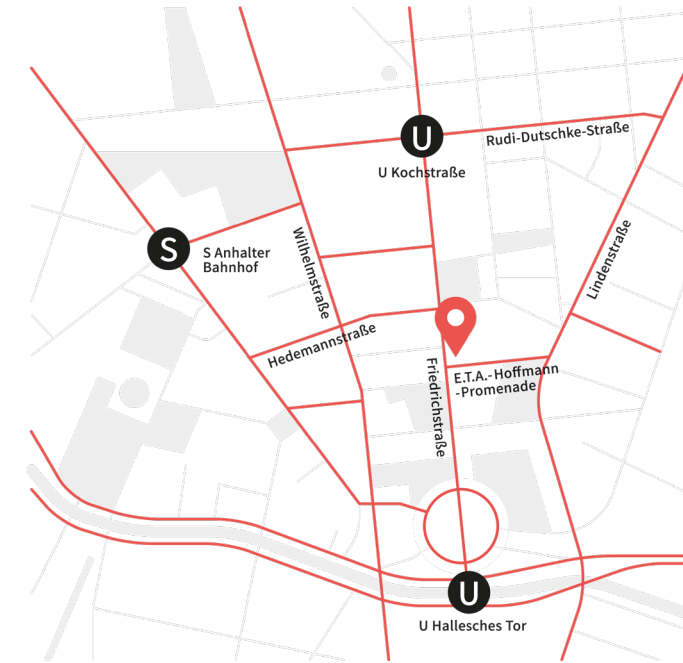 U
Rudi-Dutschke-Straße
U Kochstraße
S
S Anhalter
Bahnhof
Wilhelmstraße
Lindenstraße
Hedemannstraße
Friedrichstraße
E.T.A.-Hoffmann
-Promenade
U
U Hallesches Tor